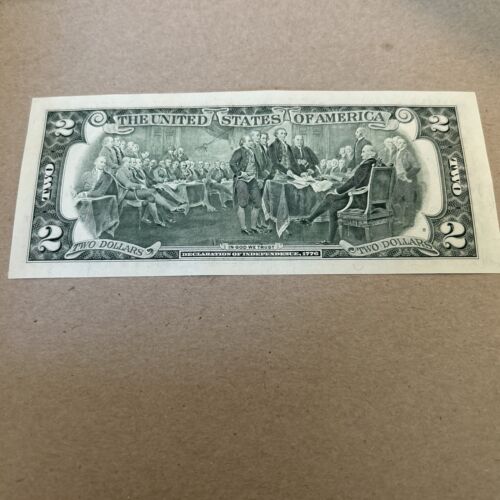 2 THE UNITED STATES OF AMERICA 2
TWO TWO
2 2
TWO DOLLARS IN GOD WE TRUST TWO DOLLARS
DECLARATION OF INDEPENDENCE, 1776